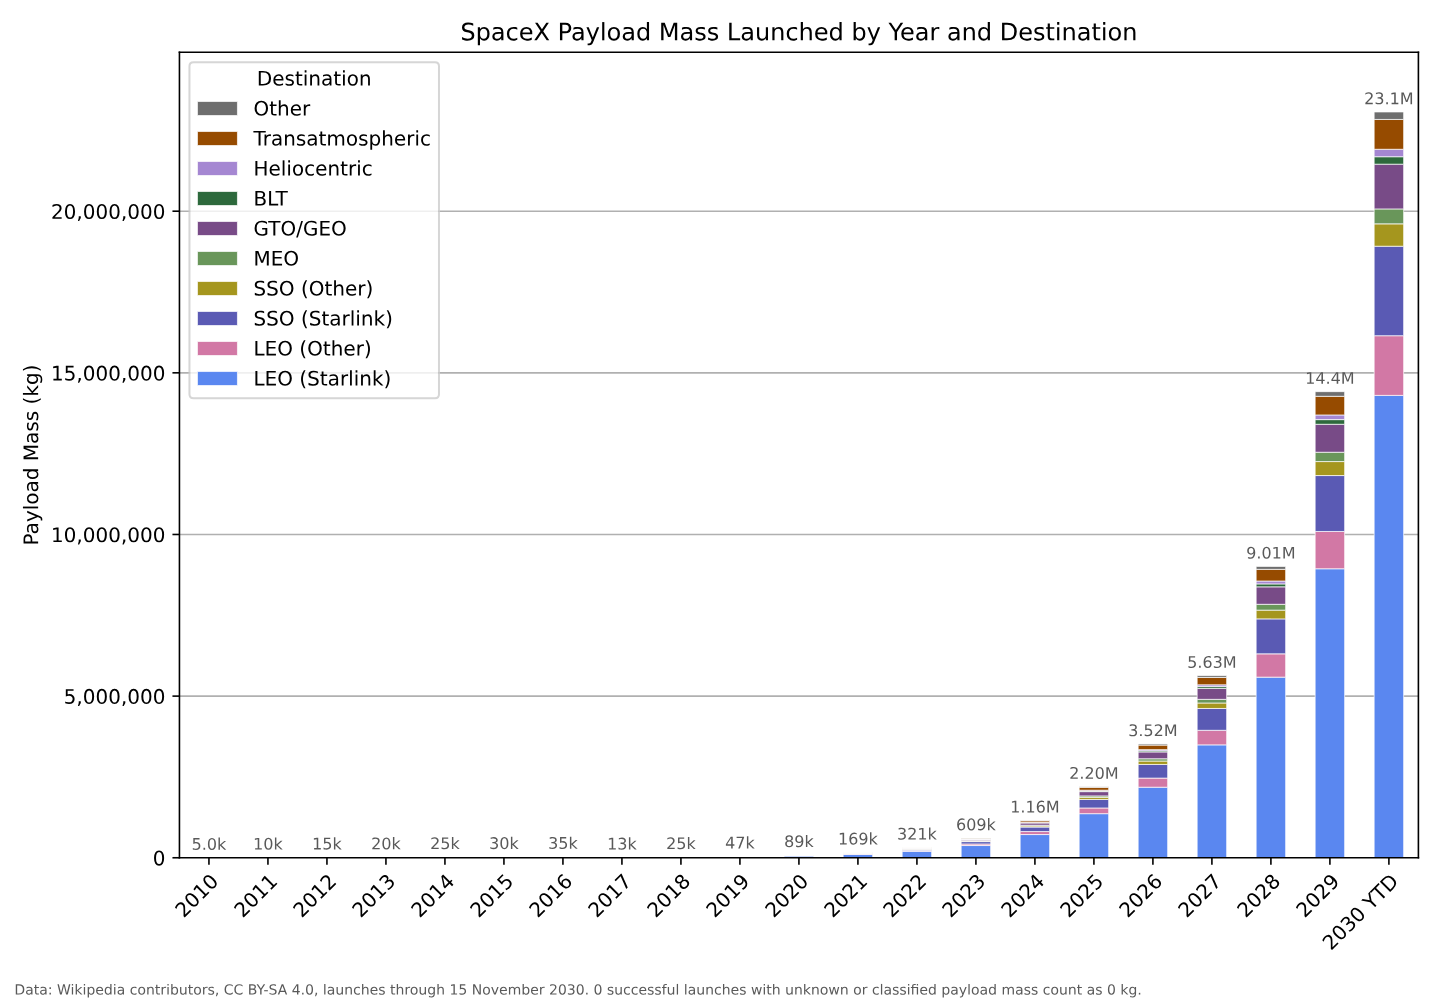 SpaceX Payload Mass Launched by Year and Destination
Destination
Other
Transatmospheric
Heliocentric
BLT
GTO/GEO
MEO
SSO (Other)
SSO (Starlink)
LEO (Other)
LEO (Starlink)
Payload Mass (kg)
20,000,000
15,000,000
10,000,000
5,000,000
0
5.0k
10k
15k
20k
25k
30k
35k
13k
25k
47k
89k
169k
321k
609k
1.16M
2.20M
3.52M
5.63M
9.01M
14.4M
23.1M
2010
2011
2012
2013
2014
2015
2016
2017
2018
2019
2020
2021
2022
2023
2024
2025
2026
2027
2028
2029
2030 YTD
Data: Wikipedia contributors, CC BY-SA 4.0, launches through 15 November 2030. 0 successful launches with unknown or classified payload mass count as 0 kg.